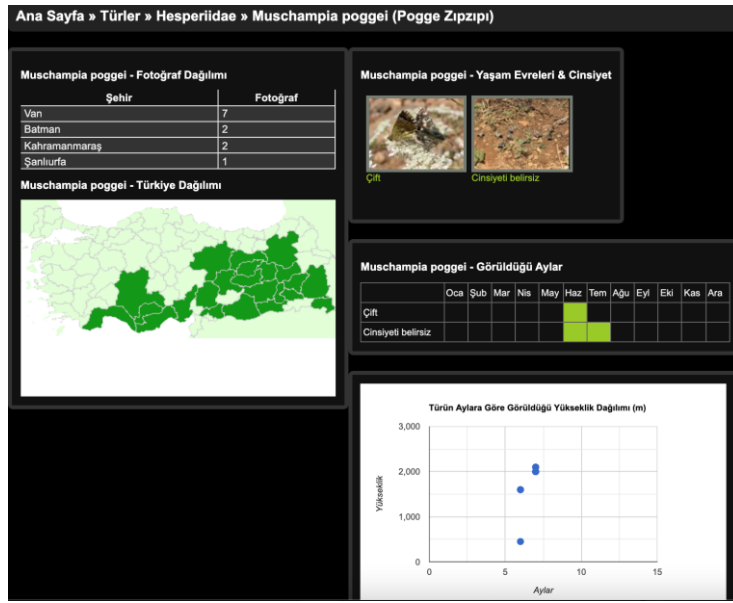 Ana Sayfa » Türler » Hesperiidae » Muschampia poggei (Pogge Zıpzıpı)
Muschampia poggei - Fotoğraf Dağılımı
Şehir Fotoğraf
Van 7
Batman 2
Kahramanmaraş 2
Şanlıurfa 1
Muschampia poggei - Türkiye Dağılımı
Muschampia poggei - Yaşam Evreleri & Cinsiyet
Çift Cinsiyeti belirsiz
Muschampia poggei - Görüldüğü Aylar
Oca Şub Mar Nis May Haz Tem Ağu Eyl Eki Kas Ara
Çift
Cinsiyeti belirsiz
Türün Aylara Göre Görüldüğü Yükseklik Dağılımı (m)
3,000
2,000
1,000
0
Yükseklik
0 5 10 15
Aylar